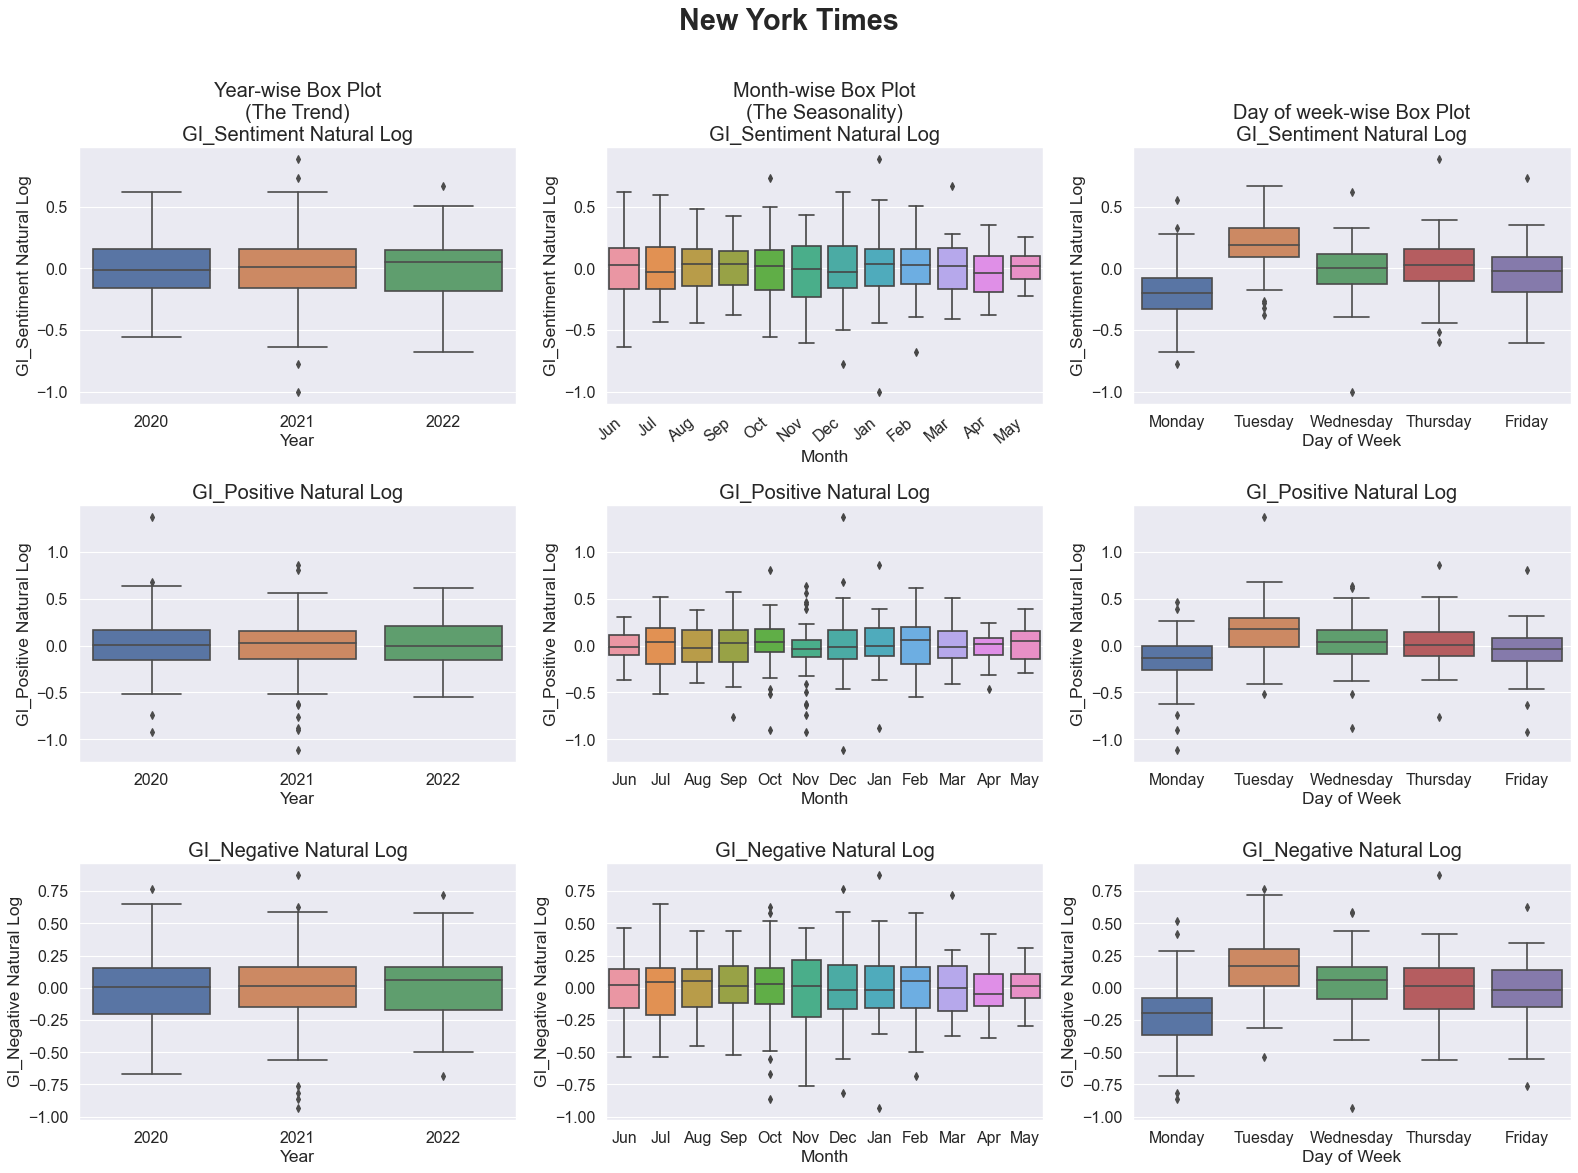 New York Times
Year-wise Box Plot
(The Trend)
GI_Sentiment Natural Log
GI_Sentiment Natural Log
0.5
0.0
−0.5
−1.0
2020 2021 2022
Year
Month-wise Box Plot
(The Seasonality)
GI_Sentiment Natural Log
GI_Sentiment Natural Log
0.5
0.0
−0.5
−1.0
Jun Jul Aug Sep Oct Nov Dec Jan Feb Mar Apr May
Month
Day of week-wise Box Plot
GI_Sentiment Natural Log
GI_Sentiment Natural Log
0.5
0.0
−0.5
−1.0
Monday Tuesday Wednesday Thursday Friday
Day of Week
GI_Positive Natural Log
GI_Positive Natural Log
1.0
0.5
0.0
−0.5
−1.0
2020 2021 2022
Year
GI_Positive Natural Log
GI_Positive Natural Log
1.0
0.5
0.0
−0.5
−1.0
Jun Jul Aug Sep Oct Nov Dec Jan Feb Mar Apr May
Month
GI_Positive Natural Log
GI_Positive Natural Log
1.0
0.5
0.0
−0.5
−1.0
Monday Tuesday Wednesday Thursday Friday
Day of Week
GI_Negative Natural Log
GI_Negative Natural Log
0.75
0.50
0.25
0.00
−0.25
−0.50
−0.75
−1.00
2020 2021 2022
Year
GI_Negative Natural Log
GI_Negative Natural Log
0.75
0.50
0.25
0.00
−0.25
−0.50
−0.75
−1.00
Jun Jul Aug Sep Oct Nov Dec Jan Feb Mar Apr May
Month
GI_Negative Natural Log
GI_Negative Natural Log
0.75
0.50
0.25
0.00
−0.25
−0.50
−0.75
−1.00
Monday Tuesday Wednesday Thursday Friday
Day of Week